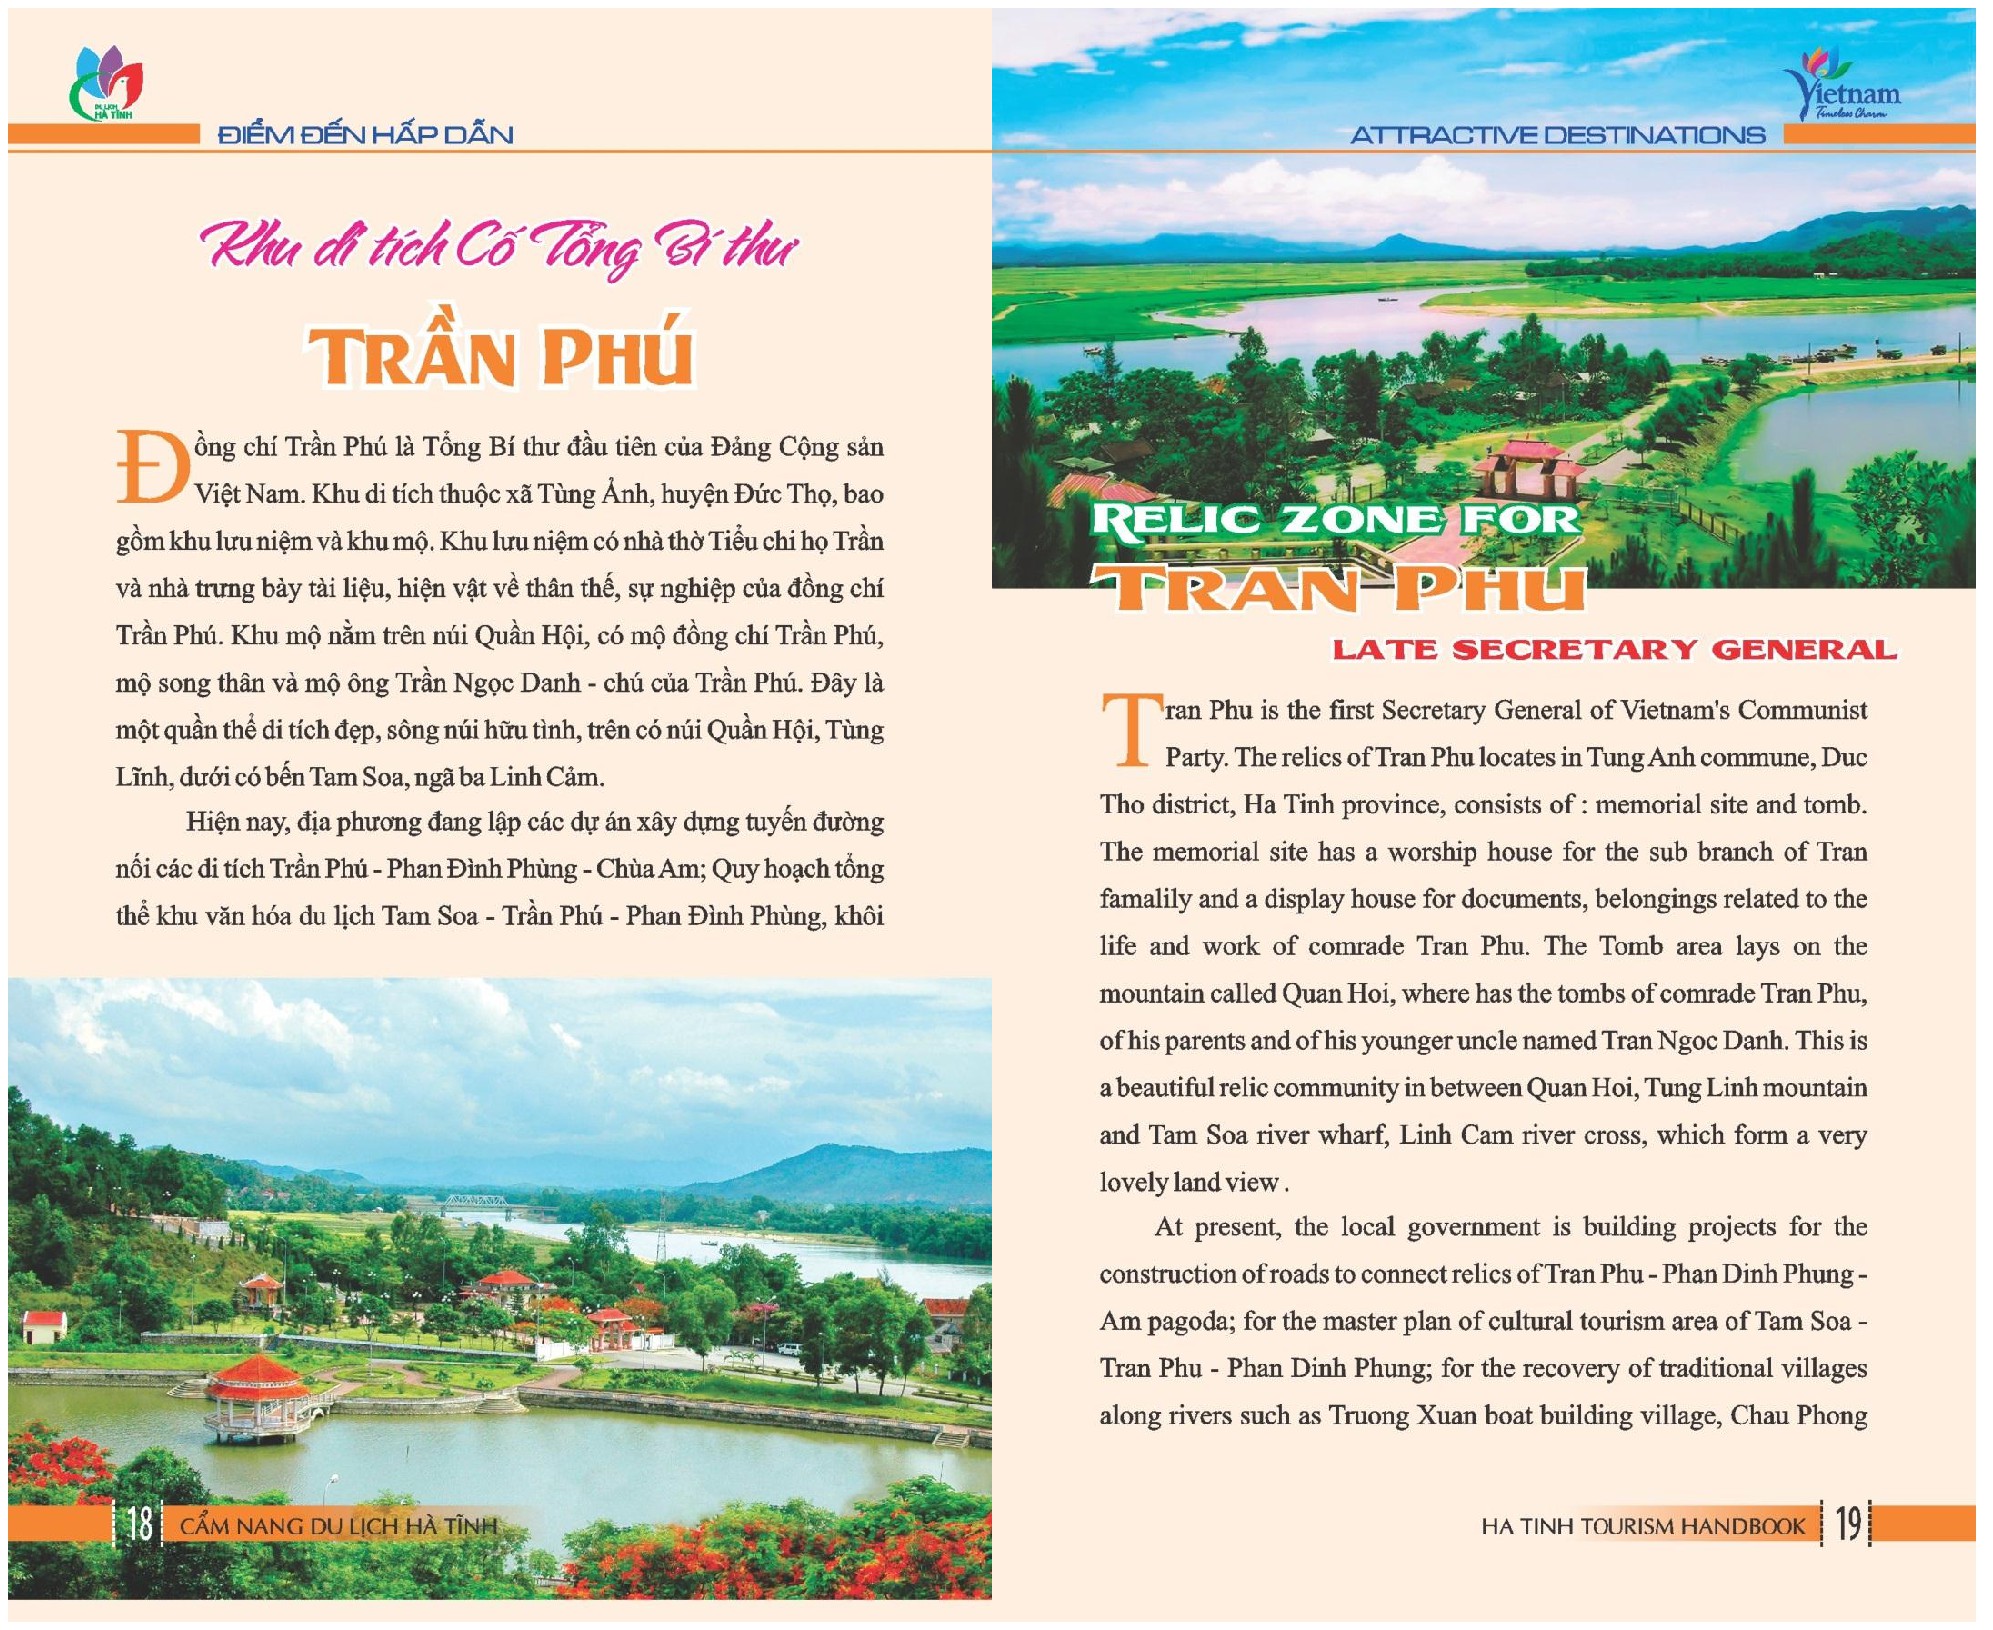 DU LỊCH
HÀ TĨNH
ĐIỂM ĐẾN HẤP DẪN
Khu di tích Cố Tổng Bí thư
TRẦN PHÚ
Đồng chí Trần Phú là Tổng Bí thư đầu tiên của Đảng Cộng sản
Việt Nam. Khu di tích thuộc xã Tùng Ảnh, huyện Đức Thọ, bao
gồm khu lưu niệm và khu mộ. Khu lưu niệm có nhà thờ Tiểu chi họ Trần
và nhà trưng bày tài liệu, hiện vật về thân thế, sự nghiệp của đồng chí
Trần Phú. Khu mộ nằm trên núi Quần Hội, có mộ đồng chí Trần Phú,
mộ song thân và mộ ông Trần Ngọc Danh - chú của Trần Phú. Đây là
một quần thể di tích đẹp, sông núi hữu tình, trên có núi Quần Hội, Tùng
Lĩnh, dưới có bến Tam Soa, ngã ba Linh Cảm.
Hiện nay, địa phương đang lập các dự án xây dựng tuyến đường
nối các di tích Trần Phú - Phan Đình Phùng - Chùa Am; Quy hoạch tổng
thể khu văn hóa du lịch Tam Soa - Trần Phú - Phan Đình Phùng, khôi
18 CẨM NANG DU LỊCH HÀ TĨNH
Vietnam
Timeless Charm
ATTRACTIVE DESTINATIONS
RELIC ZONE FOR
TRAN PHU
LATE SECRETARY GENERAL
Tran Phu is the first Secretary General of Vietnam's Communist
Party. The relics of Tran Phu locates in Tung Anh commune, Duc
Tho district, Ha Tinh province, consists of : memorial site and tomb.
The memorial site has a worship house for the sub branch of Tran
famalily and a display house for documents, belongings related to the
life and work of comrade Tran Phu. The Tomb area lays on the
mountain called Quan Hoi, where has the tombs of comrade Tran Phu,
of his parents and of his younger uncle named Tran Ngoc Danh. This is
a beautiful relic community in between Quan Hoi, Tung Linh mountain
and Tam Soa river wharf, Linh Cam river cross, which form a very
lovely land view .
At present, the local government is building projects for the
construction of roads to connect relics of Tran Phu - Phan Dinh Phung -
Am pagoda; for the master plan of cultural tourism area of Tam Soa -
Tran Phu - Phan Dinh Phung; for the recovery of traditional villages
along rivers such as Truong Xuan boat building village, Chau Phong
HA TINH TOURISM HANDBOOK 19